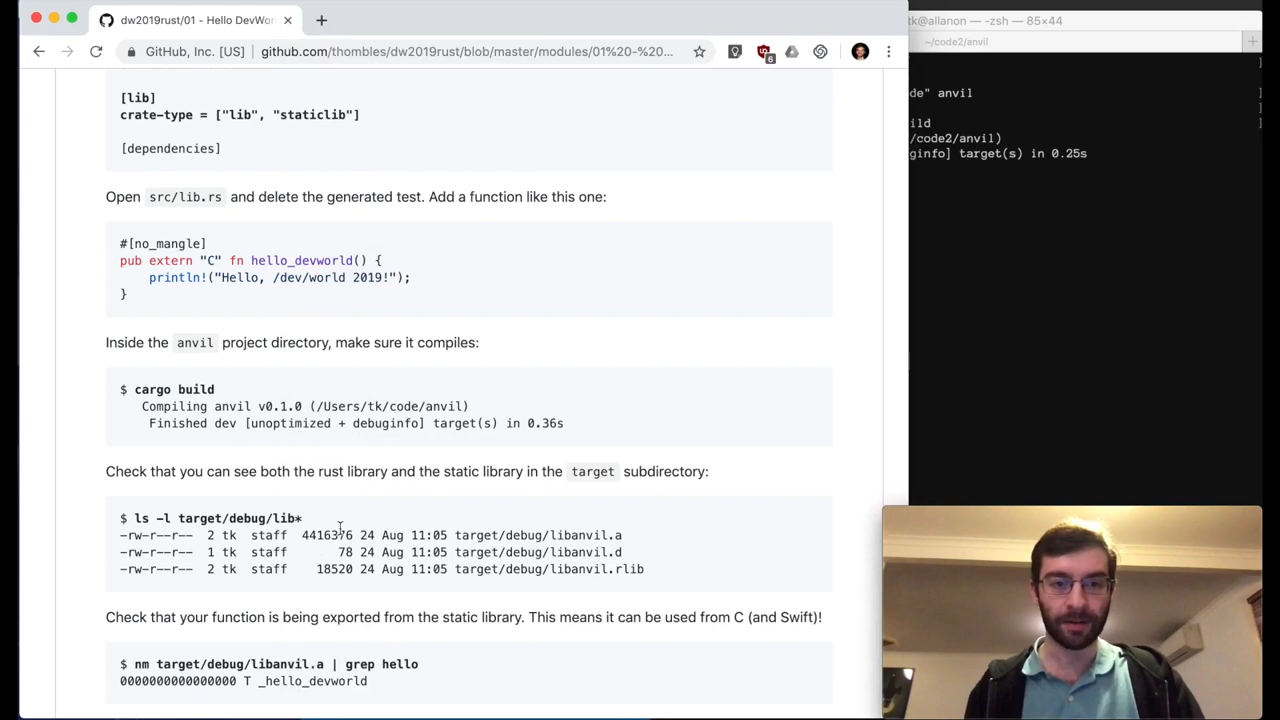 dw2019rust/01 - Hello DevWor
tk@allanon — -zsh — 85×44
GitHub, Inc. [US]
github.com/thombles/dw2019rust/blob/master/modules/01%20-%20...
6
~/code2/anvil
[lib]
crate-type = ["lib", "staticlib"]
[dependencies]
Open src/lib.rs and delete the generated test. Add a function like this one:
#[no_mangle]
pub extern "C" fn hello_devworld() {
println!("Hello, /dev/world 2019!");
}
Inside the anvil project directory, make sure it compiles:
$ cargo build
Compiling anvil v0.1.0 (/Users/tk/code/anvil)
Finished dev [unoptimized + debuginfo] target(s) in 0.36s
Check that you can see both the rust library and the static library in the target subdirectory:
$ ls -l target/debug/lib*
-rw-r--r-- 2 tk staff 4416376 24 Aug 11:05 target/debug/libanvil.a
-rw-r--r-- 1 tk staff 78 24 Aug 11:05 target/debug/libanvil.d
-rw-r--r-- 2 tk staff 18520 24 Aug 11:05 target/debug/libanvil.rlib
Check that your function is being exported from the static library. This means it can be used from C (and Swift)!
$ nm target/debug/libanvil.a | grep hello
0000000000000000 T _hello_devworld
de" anvil
ild
/code2/anvil)
ginfo] target(s) in 0.25s